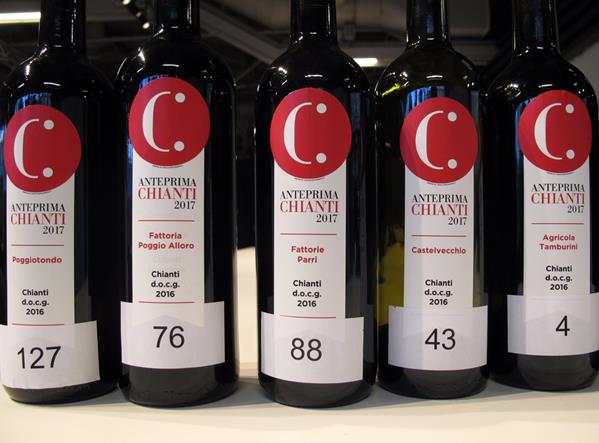 C:
ANTEPRIMA
CHIANTI
2017
Poggiotondo
Chianti
d.o.c.g.
2016
127
C:
ANTEPRIMA
CHIANTI
2017
Fattoria
Poggio Alloro
Chianti
d.o.c.g.
2016
76
C:
ANTEPRIMA
CHIANTI
2017
Fattorie
Parri
Chianti
d.o.c.g.
2016
88
C:
ANTEPRIMA
CHIANTI
2017
Castelvecchio
Chianti
d.o.c.g.
2016
43
C:
ANTEPRIMA
CHIANTI
2017
Agricola
Tamburini
Chianti
d.o.c.g.
2016
4